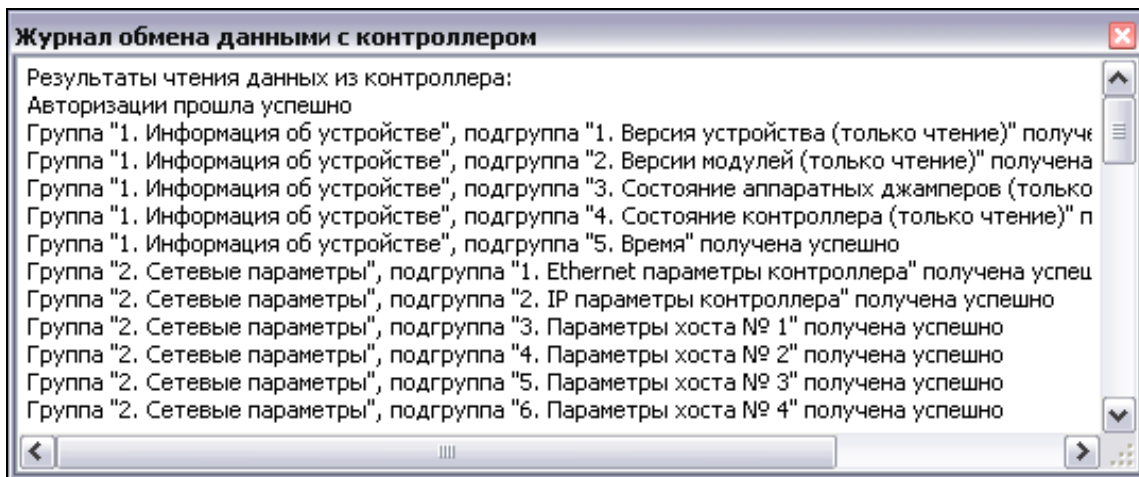 Журнал обмена данными с контроллером
Результаты чтения данных из контроллера:
Авторизации прошла успешно
Группа "1. Информация об устройстве", подгруппа "1. Версия устройства (только чтение)" получе
Группа "1. Информация об устройстве", подгруппа "2. Версии модулей (только чтение)" получена
Группа "1. Информация об устройстве", подгруппа "3. Состояние аппаратных джамперов (только
Группа "1. Информация об устройстве", подгруппа "4. Состояние контроллера (только чтение)" п
Группа "1. Информация об устройстве", подгруппа "5. Время" получена успешно
Группа "2. Сетевые параметры", подгруппа "1. Ethernet параметры контроллера" получена успеш
Группа "2. Сетевые параметры", подгруппа "2. IP параметры контроллера" получена успешно
Группа "2. Сетевые параметры", подгруппа "3. Параметры хоста № 1" получена успешно
Группа "2. Сетевые параметры", подгруппа "4. Параметры хоста № 2" получена успешно
Группа "2. Сетевые параметры", подгруппа "5. Параметры хоста № 3" получена успешно
Группа "2. Сетевые параметры", подгруппа "6. Параметры хоста № 4" получена успешно